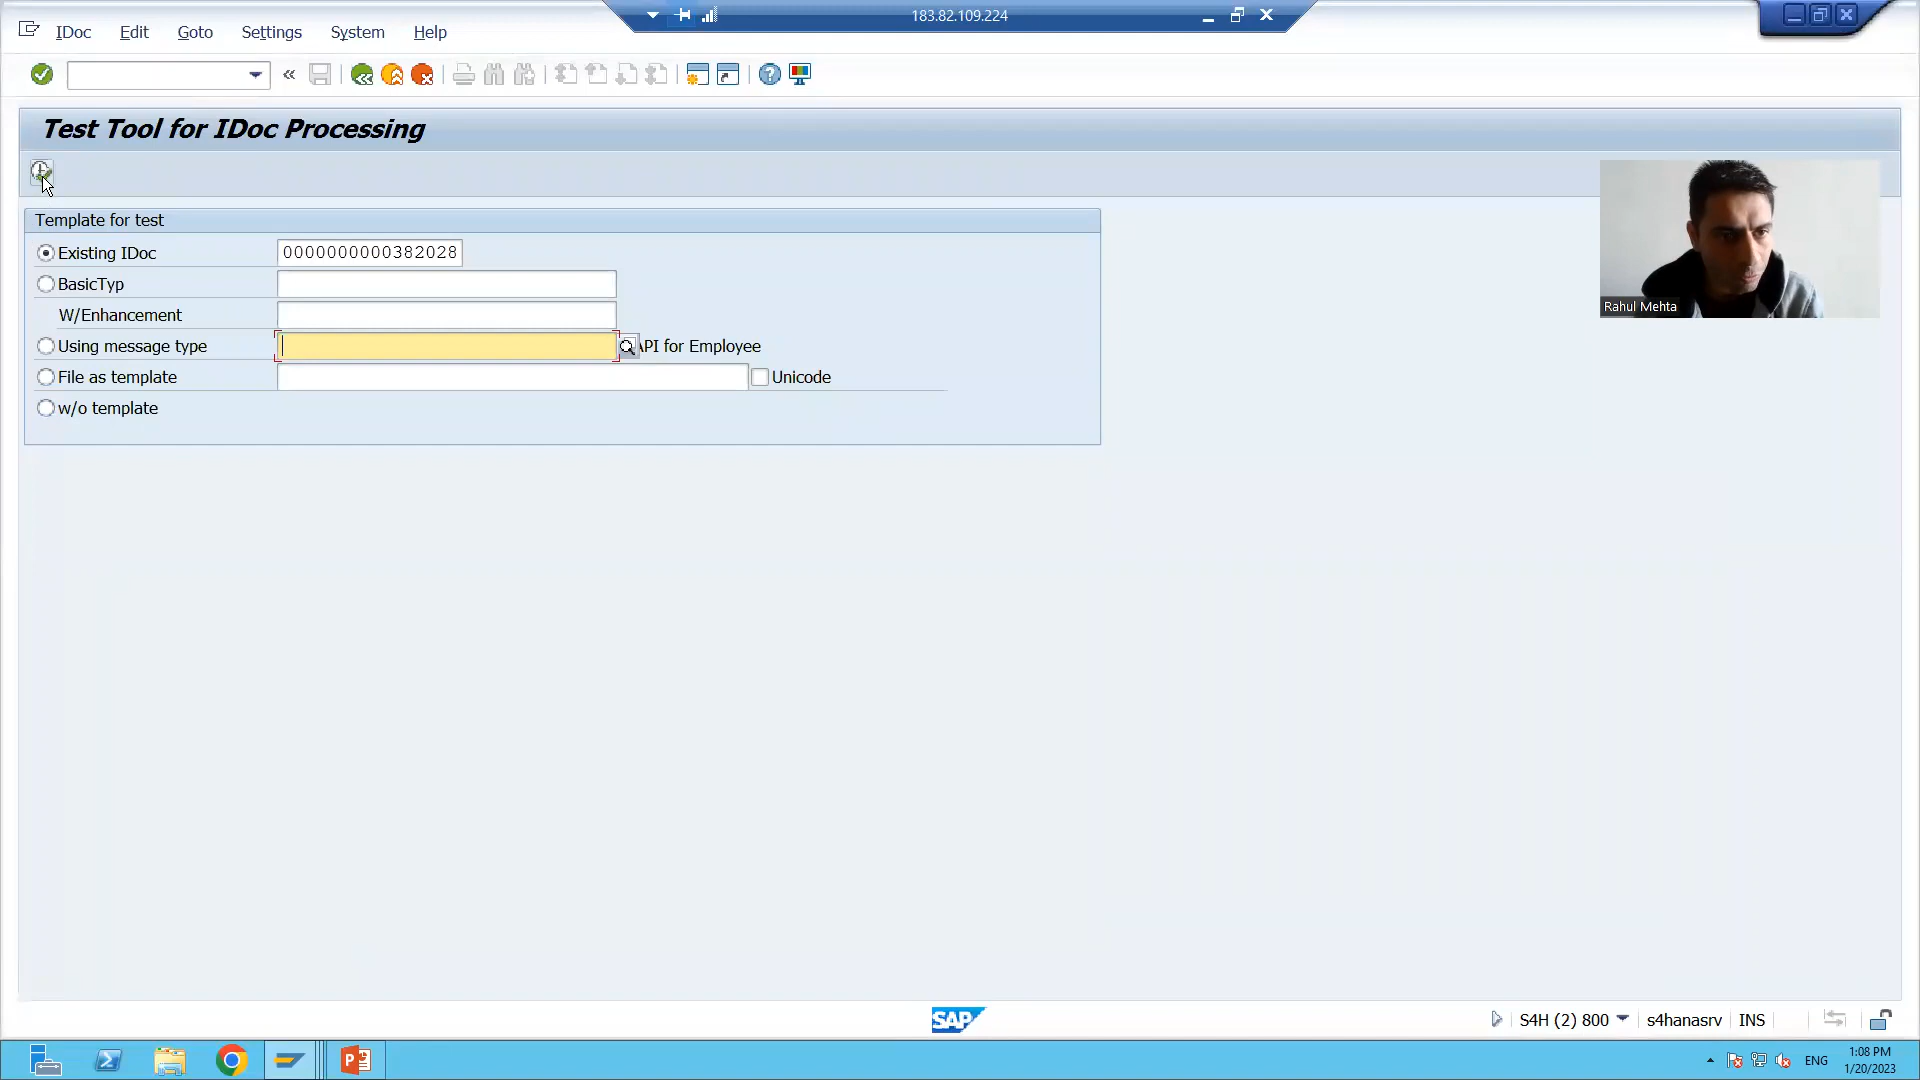 183.82.109.224
IDoc Edit Goto Settings System Help
Test Tool for IDoc Processing
Template for test
Existing IDoc 0000000000382028
BasicTyp
W/Enhancement
Using message type API for Employee
File as template Unicode
w/o template
Rahul Mehta
SAP S4H (2) 800 s4hanasrv INS
ENG 1:08 PM
1/20/2023